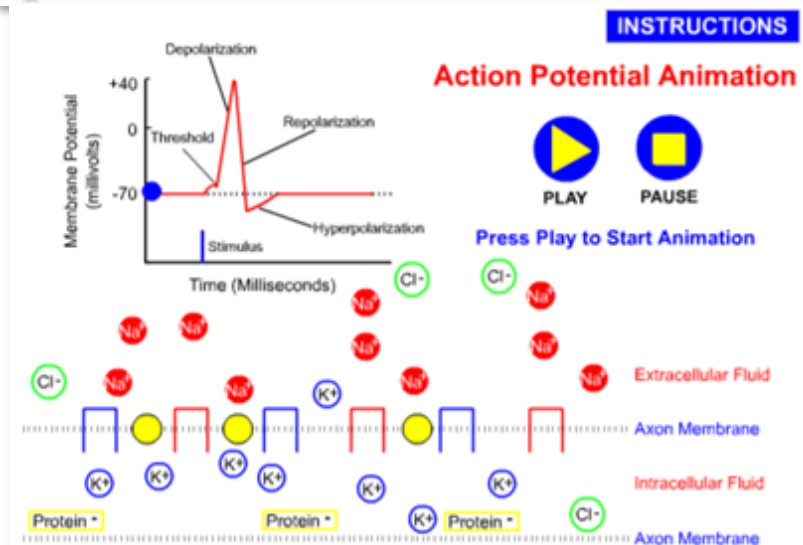 INSTRUCTIONS
Action Potential Animation
PLAY
PAUSE
Press Play to Start Animation
Depolarization
+40
Membrane Potential
(millivolts)
0
Threshold
Repolarization
-70
Hyperpolarization
Stimulus
Time (Milliseconds)
Cl-
Cl-
Na+
Na+
Na+
Na+
Na+
Na+
Cl-
Na+
Na+
Na+
Na+
Extracellular Fluid
K+
Axon Membrane
K+
K+
K+
K+
K+
K+
Intracellular Fluid
Protein -
Protein -
K+
Protein -
Cl-
Axon Membrane